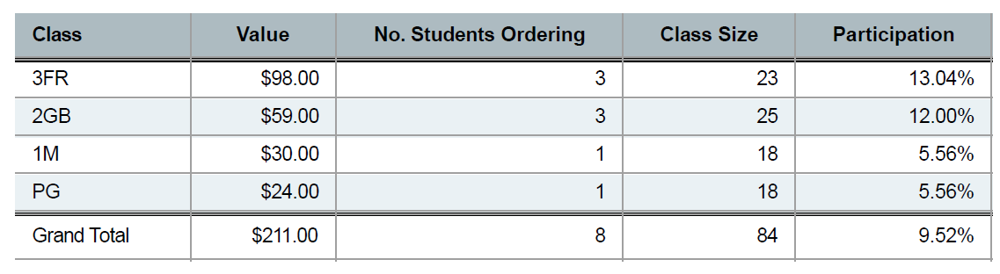 Class Value No. Students Ordering Class Size Participation
3FR $98.00 3 23 13.04%
2GB $59.00 3 25 12.00%
1M $30.00 1 18 5.56%
PG $24.00 1 18 5.56%
Grand Total $211.00 8 84 9.52%